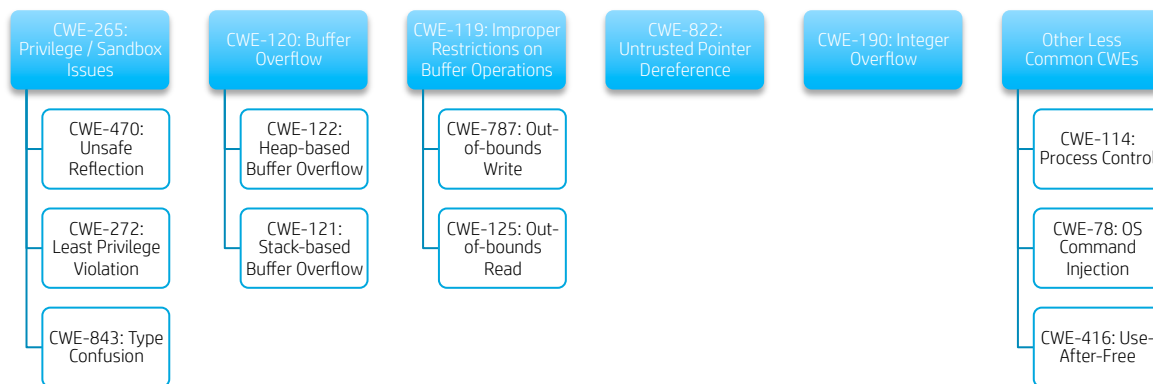 CWE-265:
Privilege / Sandbox
Issues
CWE-470:
Unsafe
Reflection
CWE-272:
Least Privilege
Violation
CWE-843: Type
Confusion
CWE-120: Buffer
Overflow
CWE-122:
Heap-based
Buffer Overflow
CWE-121:
Stack-based
Buffer Overflow
CWE-119: Improper
Restrictions on
Buffer Operations
CWE-787: Out-
of-bounds
Write
CWE-125: Out-
of-bounds
Read
CWE-822:
Untrusted Pointer
Dereference
CWE-190: Integer
Overflow
Other Less
Common CWEs
CWE-114:
Process Control
CWE-78: OS
Command
Injection
CWE-416: Use-
After-Free